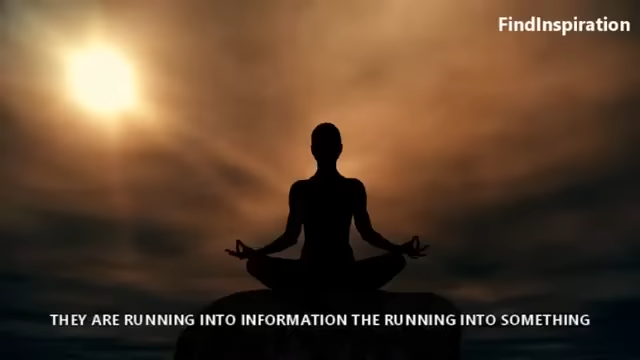 FindInspiration
THEY ARE RUNNING INTO INFORMATION THE RUNNING INTO SOMETHING